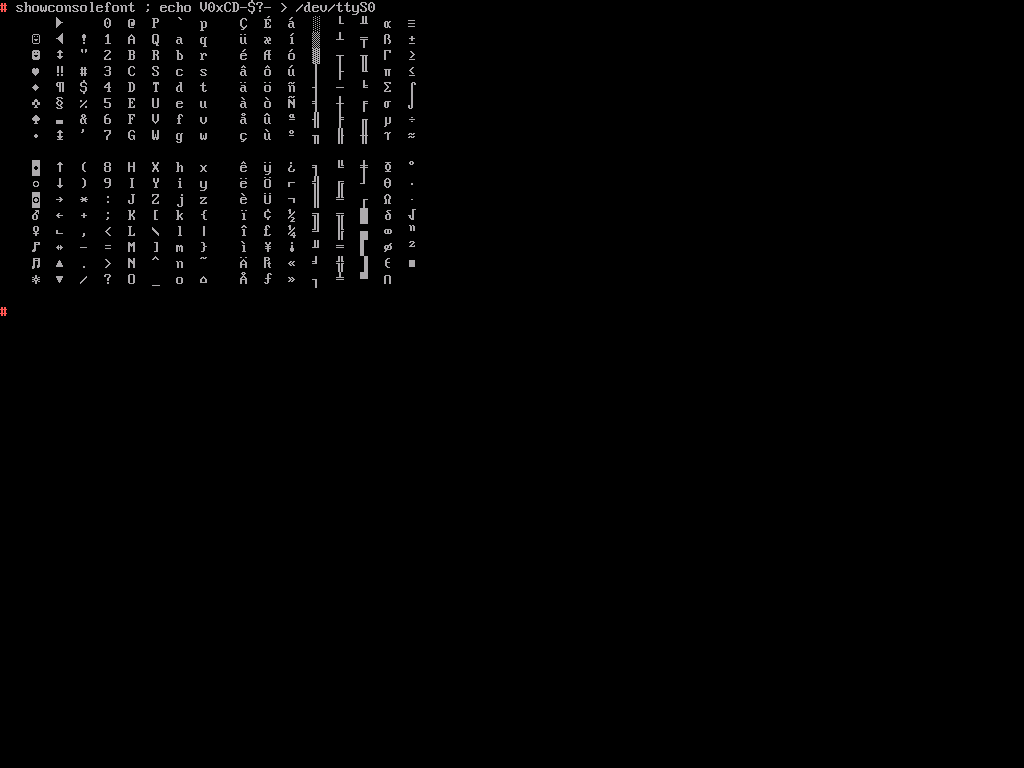 # showconsolefont ; echo V0xCD-$?- > /dev/ttyS0
► 0 @ P ` p Ç É á ░ └ ╨ α ≡
☺ ◄ ! 1 A Q a q ü æ í ▒ ┴ ╤ ß ±
☻ ↕ " 2 B R b r é Æ ó ▓ ┬ ╥ Γ ≥
♥ ‼ # 3 C S c s â ô ú │ ├ ╙ π ≤
♦ ¶ $ 4 D T d t ä ö ñ ┤ ─ ╘ Σ ⌠
♣ § % 5 E U e u à ò Ñ ╡ ┼ ╒ σ ⌡
♠ ▬ & 6 F V f v å û ª ╢ ╞ ╓ µ ÷
• ↨ ' 7 G W g w ç ù º ╖ ╟ ╫ τ ≈
◘ ↑ ( 8 H X h x ê ÿ ¿ ╕ ╚ ╪ Φ °
○ ↓ ) 9 I Y i y ë Ö ⌐ ╣ ╔ ┘ Θ ∙
◙ → * : J Z j z è Ü ¬ ║ ╩ ┌ Ω ·
♂ ← + ; K [ k { ï ¢ ½ ╗ ╦ █ δ √
♀ ∟ , < L \ l | î £ ¼ ╝ ╠ ▄ ∞ ⁿ
♪ ↔ - = M ] m } ì ¥ ¡ ╜ ═ ▌ φ ²
♫ ▲ . > N ^ n ~ Ä ₧ « ╛ ╬ ▐ ε ■
☼ ▼ / ? O _ o ⌂ Å ƒ » ┐ ╧ ▀ ∩
#